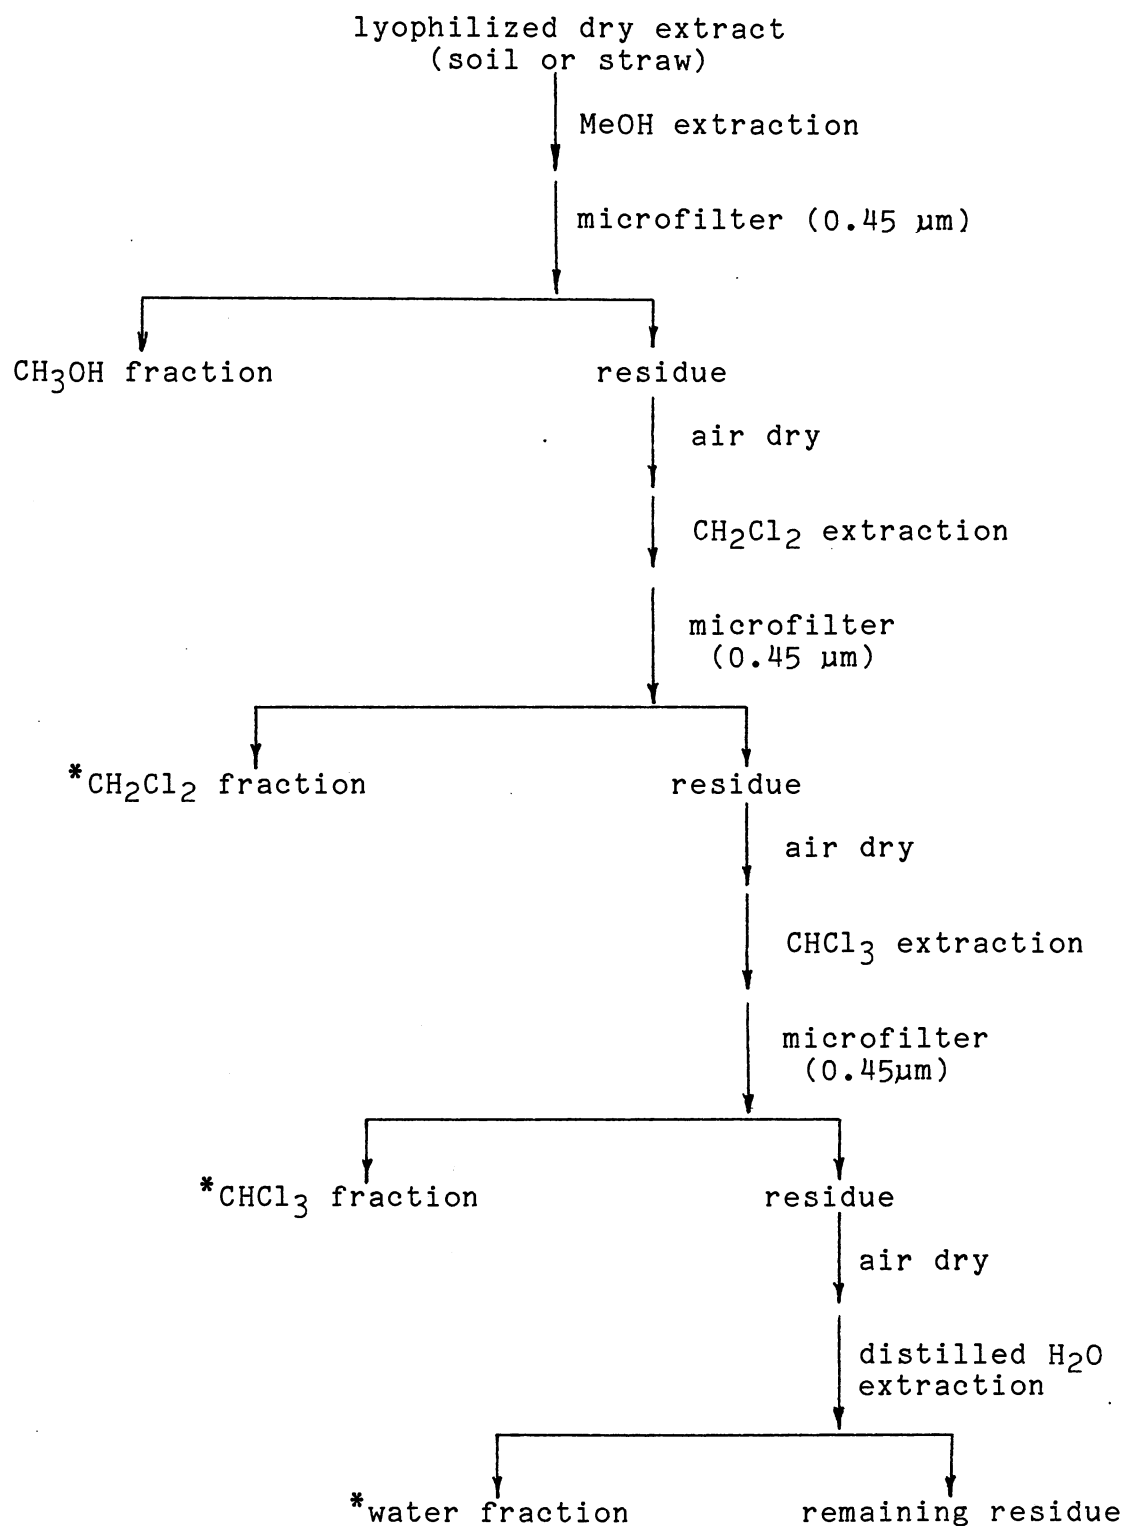 lyophilized dry extract
(soil or straw)
MeOH extraction
microfilter (0.45 µm)
CH₃OH fraction
residue
air dry
CH₂Cl₂ extraction
microfilter
(0.45 µm)
*CH₂Cl₂ fraction
residue
air dry
CHCl₃ extraction
microfilter
(0.45µm)
*CHCl₃ fraction
residue
air dry
distilled H₂O
extraction
*water fraction
remaining residue